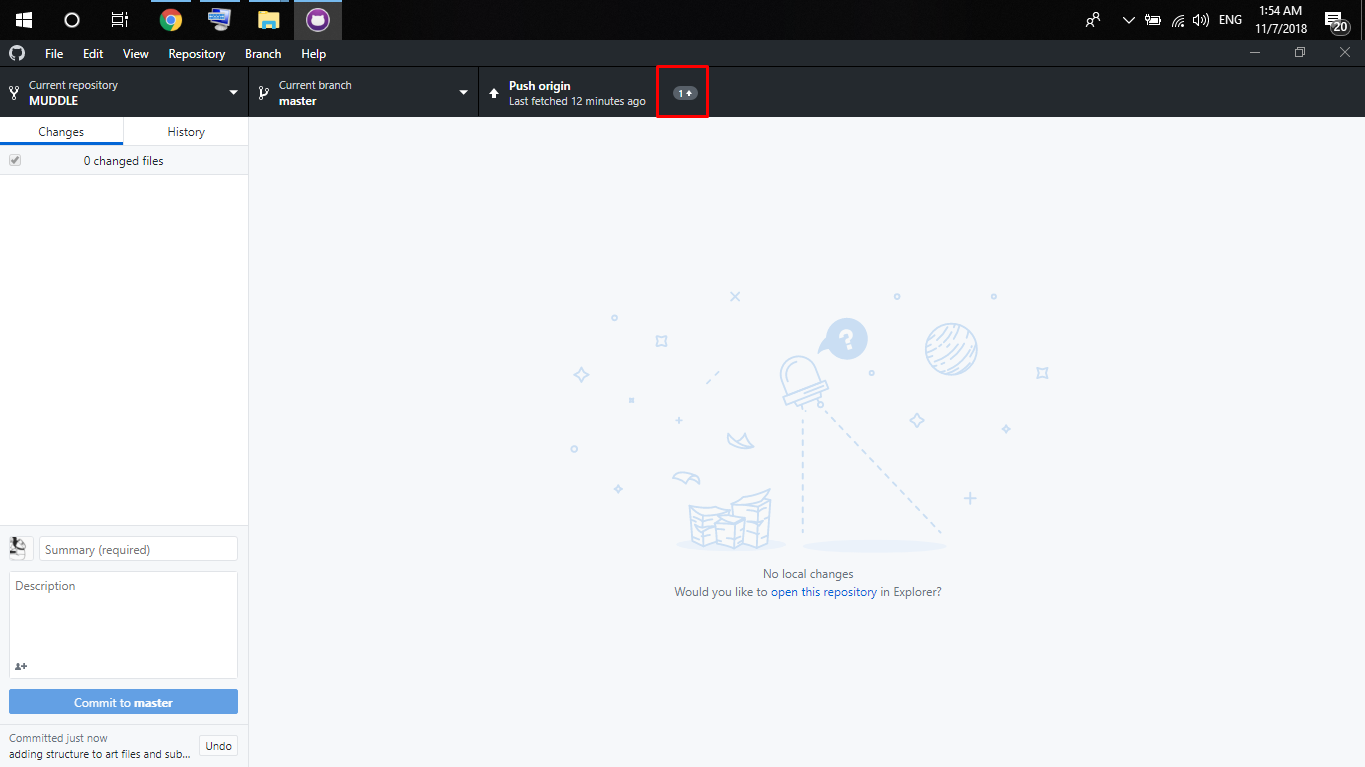 ENG
1:54 AM
11/7/2018
20
File Edit View Repository Branch Help
Current repository
MUDDLE
Current branch
master
Push origin
Last fetched 12 minutes ago
1
Changes
History
0 changed files
?
No local changes
Would you like to open this repository in Explorer?
Summary (required)
Description
Commit to master
Committed just now
adding structure to art files and sub...
Undo